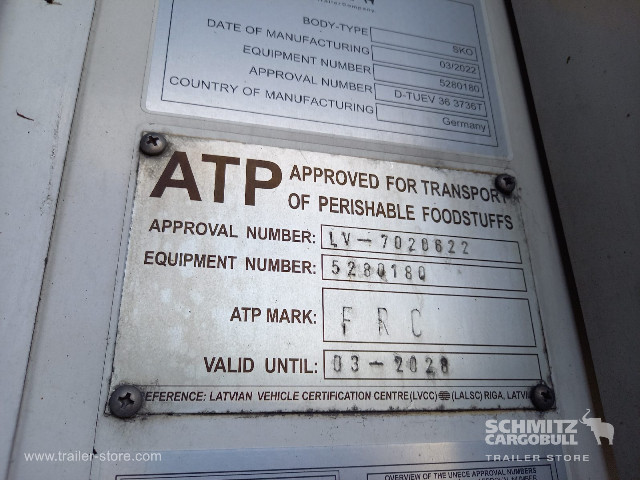 BODY-TYPE SKO
DATE OF MANUFACTURING 03/2022
EQUIPMENT NUMBER 5280180
APPROVAL NUMBER D-TUEV 36 3736T
COUNTRY OF MANUFACTURING Germany
ATP APPROVED FOR TRANSPORT
OF PERISHABLE FOODSTUFFS
APPROVAL NUMBER: LV-7020622
EQUIPMENT NUMBER: 5280180
ATP MARK: FRC
VALID UNTIL: 03-2028
REFERENCE: LATVIAN VEHICLE CERTIFICATION CENTRE (LVCC) (LALSC) RIGA, LATVIA
OVERVIEW OF THE UNECE APPROVAL NUMBERS
www.trailer-store.com
SCHMITZ
CARGOBULL
TRAILER STORE